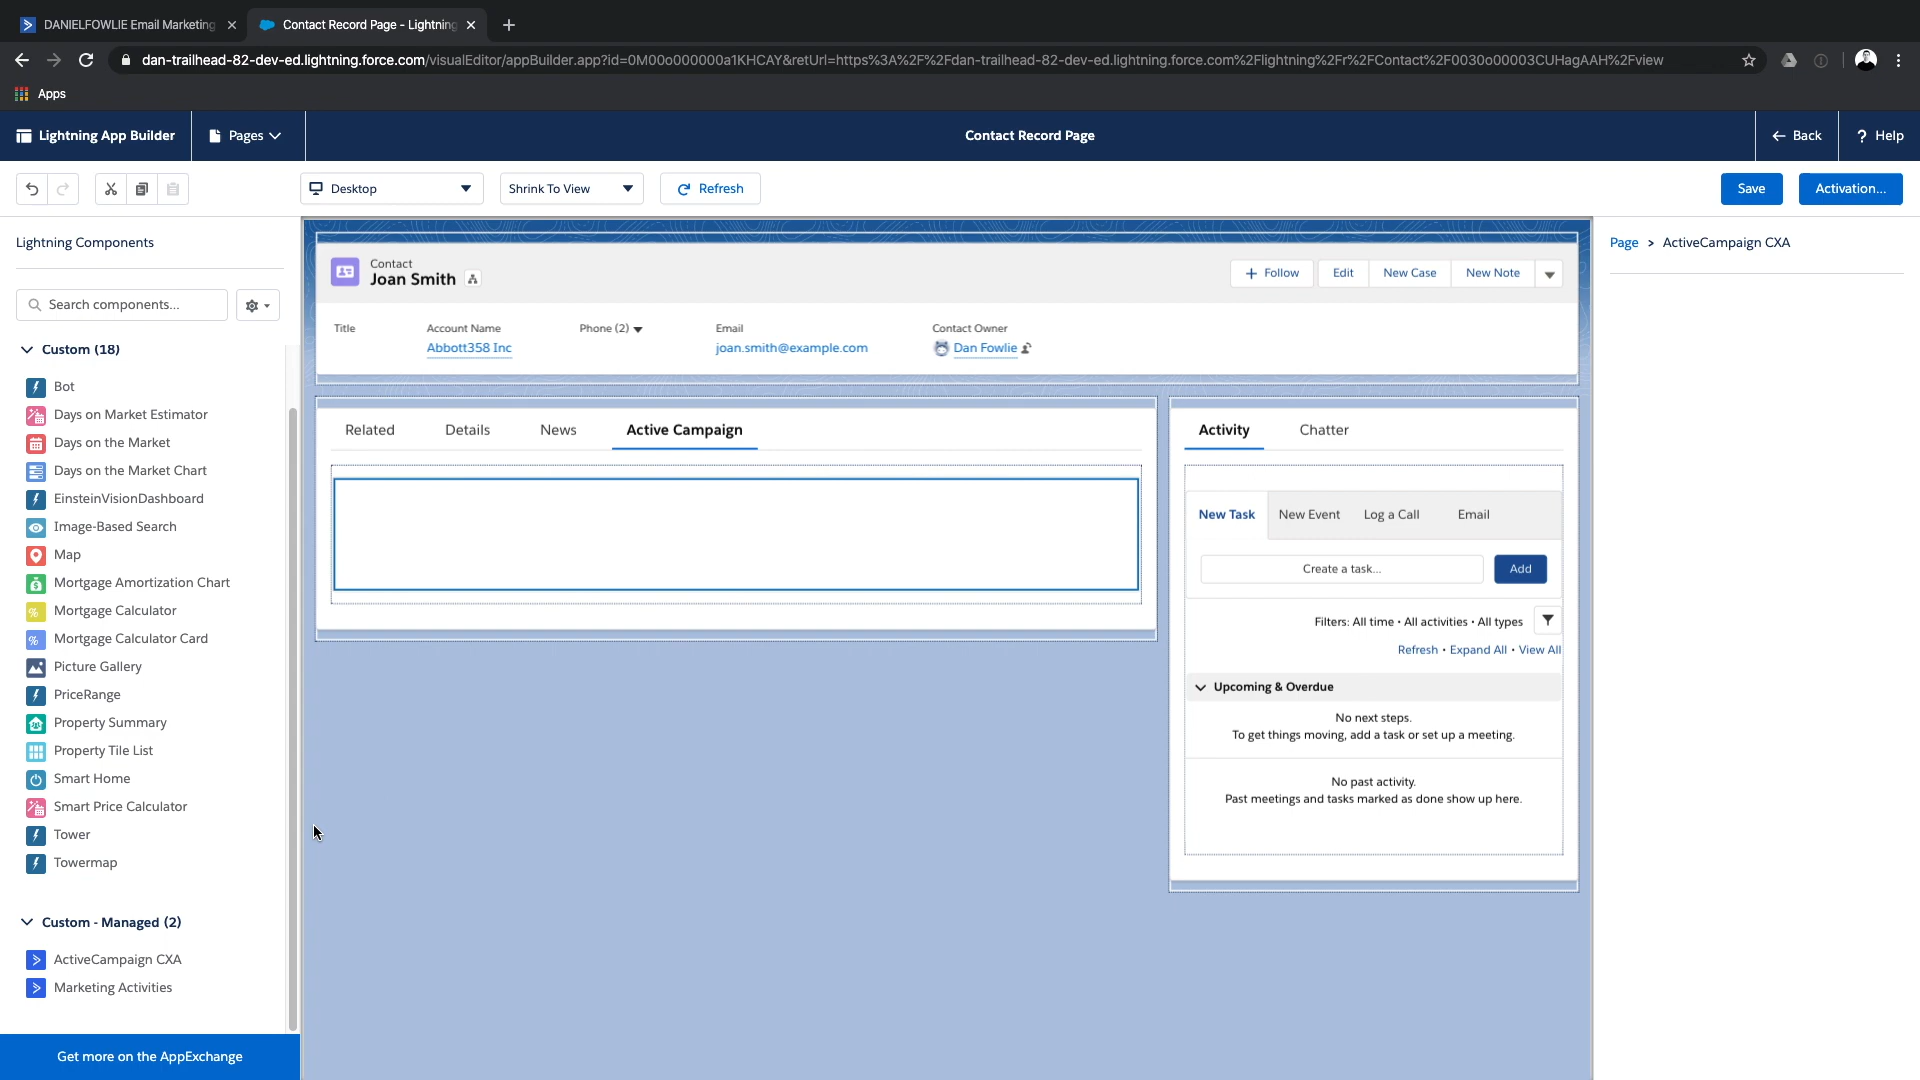 DANIELFOWLIE Email Marketing
Contact Record Page - Lightning
dan-trailhead-82-dev-ed.lightning.force.com/visualEditor/appBuilder.app?id=0M00o000000a1KHCAY&retUrl=https%3A%2F%2Fdan-trailhead-82-dev-ed.lightning.force.com%2Flightning%2Fr%2FContact%2F0030o00003CUHagAAH%2Fview
Apps
Lightning App Builder
Pages
Contact Record Page
Back
? Help
Desktop
Shrink To View
Refresh
Save
Activation...
Lightning Components
Search components...
Custom (18)
Bot
Days on Market Estimator
Days on the Market
Days on the Market Chart
EinsteinVisionDashboard
Image-Based Search
Map
Mortgage Amortization Chart
Mortgage Calculator
Mortgage Calculator Card
Picture Gallery
PriceRange
Property Summary
Property Tile List
Smart Home
Smart Price Calculator
Tower
Towermap
Custom - Managed (2)
ActiveCampaign CXA
Marketing Activities
Get more on the AppExchange
Contact
Joan Smith
+ Follow
Edit
New Case
New Note
Title
Account Name
Phone (2)
Email
Contact Owner
Abbott358 Inc
joan.smith@example.com
Dan Fowlie
Related
Details
News
Active Campaign
Activity
Chatter
New Task
New Event
Log a Call
Email
Create a task...
Add
Filters: All time • All activities • All types
Refresh • Expand All • View All
Upcoming & Overdue
No next steps.
To get things moving, add a task or set up a meeting.
No past activity.
Past meetings and tasks marked as done show up here.
Page > ActiveCampaign CXA